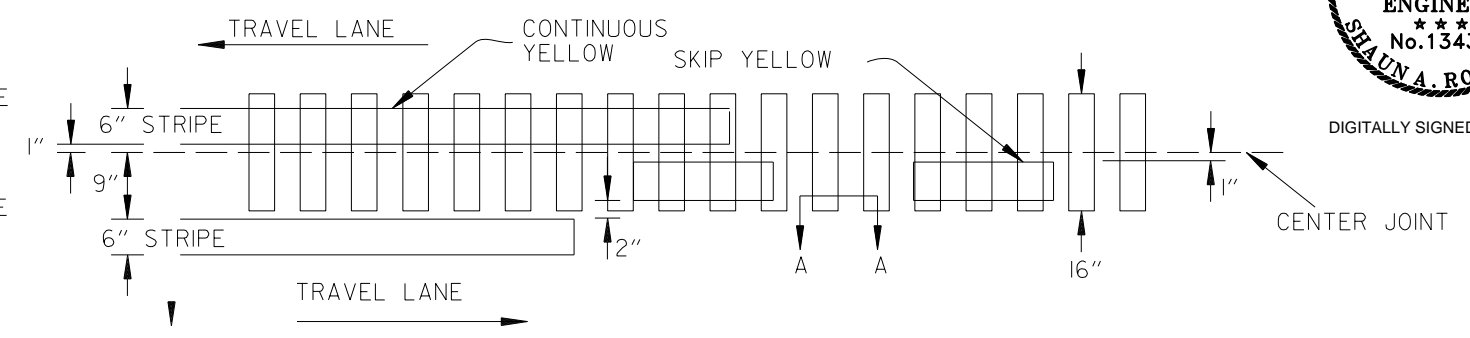 TRAVEL LANE
CONTINUOUS
YELLOW
SKIP YELLOW
6" STRIPE
1"
9"
6" STRIPE
2"
A
A
16"
1"
CENTER JOINT
TRAVEL LANE
No.1343
SHAUN A. RO
DIGITALLY SIGNED